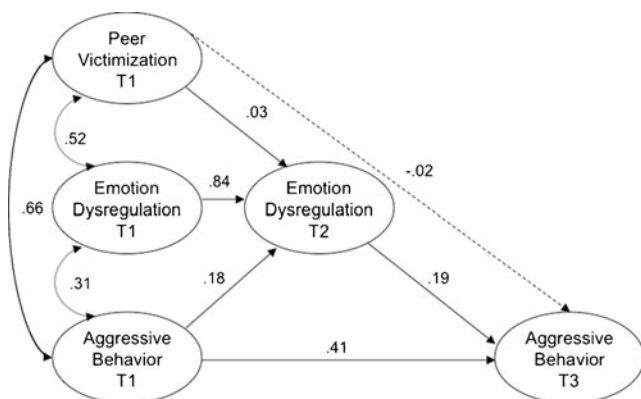 Peer
Victimization
T1
.03
.52
-.02
Emotion
Dysregulation
T1
.84
Emotion
Dysregulation
T2
.66
.31
.18
.19
Aggressive
Behavior
T1
.41
Aggressive
Behavior
T3